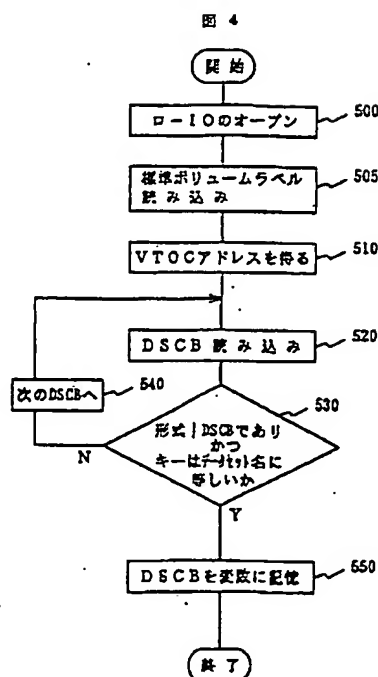 図 4
開 始
ロ－IOのオープン
500
標準ボリュームラベル
読 み 込 み
505
VTOCアドレスを得る
510
DSCB 読 み 込 み
520
次のDSCBへ
540
530
形式1DSCBであり
かつ
キーはデータセット名に
等しいか
N
Y
DSCBを変数に記憶
550
終 了